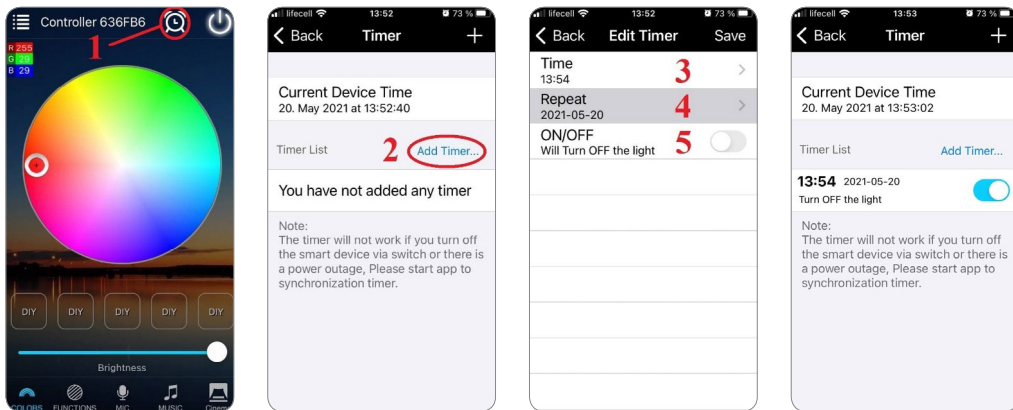 Controller 636FB6
1
R 255
G 29
B 29
DIY DIY DIY DIY DIY
Brightness
COLORS FUNCTIONS MIC MUSIC Cinema
lifecell 13:52 73 %
Back Timer +
Current Device Time
20. May 2021 at 13:52:40
Timer List 2 Add Timer...
You have not added any timer
Note:
The timer will not work if you turn off
the smart device via switch or there is
a power outage, Please start app to
synchronization timer.
lifecell 13:52 73 %
Back Edit Timer Save
Time 3
13:54
Repeat 4
2021-05-20
ON/OFF 5
Will Turn OFF the light
lifecell 13:53 73 %
Back Timer +
Current Device Time
20. May 2021 at 13:53:02
Timer List Add Timer...
13:54 2021-05-20
Turn OFF the light
Note:
The timer will not work if you turn off
the smart device via switch or there is
a power outage, Please start app to
synchronization timer.